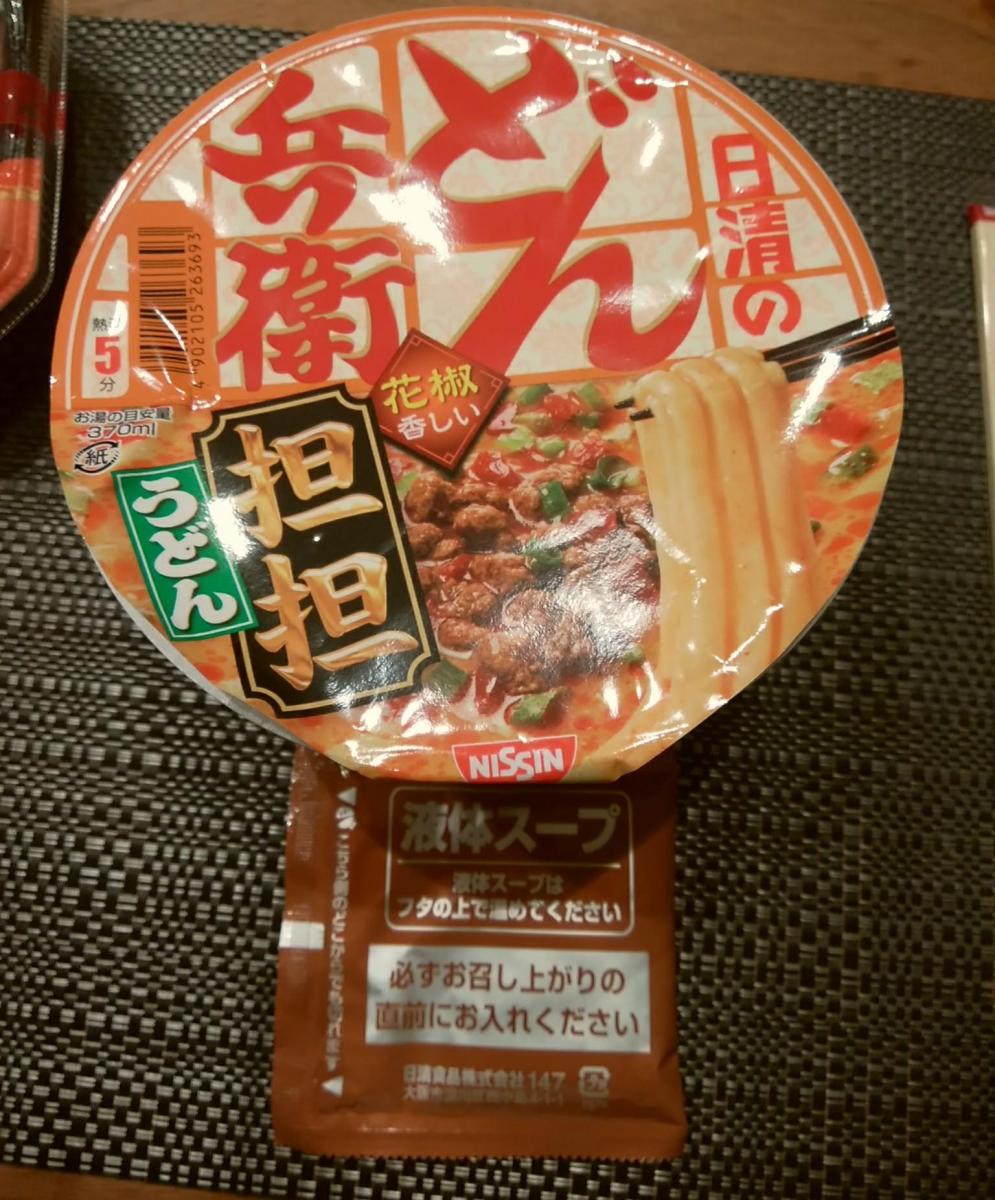 日清の
どん
兵衛
4 902105 263693
熱湯
5
分
お湯の目安量
370ml
紙
花椒
香しい
担担
うどん
NISSIN
液体スープ
液体スープは
フタの上で温めてください
必ずお召し上がりの
直前にお入れください
日清食品株式会社 147